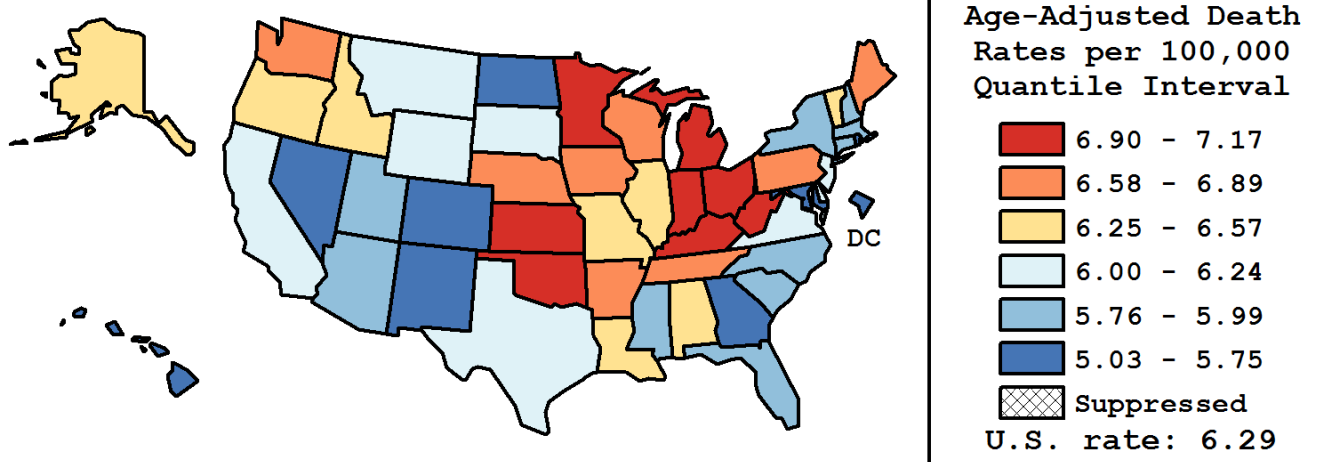 Age-Adjusted Death
Rates per 100,000
Quantile Interval
6.90 - 7.17
6.58 - 6.89
6.25 - 6.57
6.00 - 6.24
5.76 - 5.99
5.03 - 5.75
Suppressed
U.S. rate: 6.29
DC